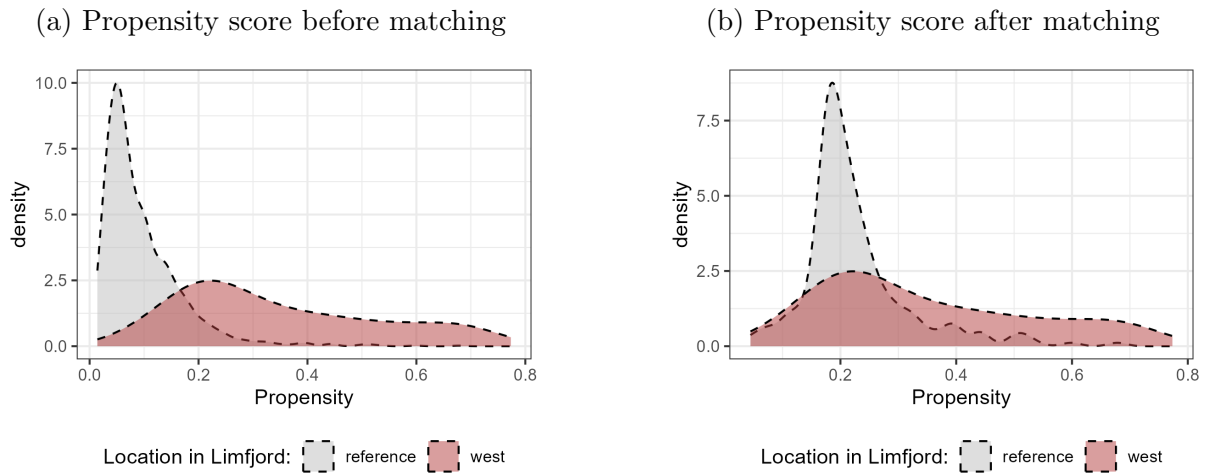 (a) Propensity score before matching
10.0
7.5
5.0
2.5
0.0
density
0.0 0.2 0.4 0.6 0.8
Propensity
Location in Limfjord: reference west
(b) Propensity score after matching
7.5
5.0
2.5
0.0
density
0.2 0.4 0.6 0.8
Propensity
Location in Limfjord: reference west